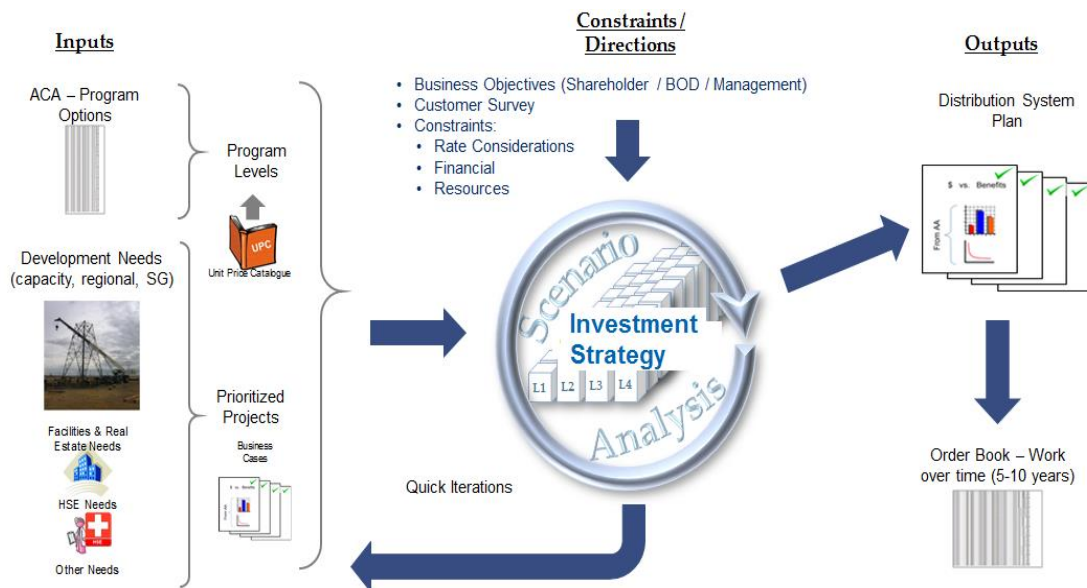 Inputs
ACA – Program
Options
Program
Levels
UPC
Unit Price Catalogue
Development Needs
(capacity, regional, SG)
Facilities & Real
Estate Needs
HSE Needs
HSE
Other Needs
Prioritized
Projects
Business
Cases
$ vs. Benefits
Constraints/
Directions
• Business Objectives (Shareholder / BOD / Management)
• Customer Survey
• Constraints:
• Rate Considerations
• Financial
• Resources
Scenario
Investment
Strategy
L1 L2 L3 L4
Analysis
Quick Iterations
Outputs
Distribution System
Plan
$ vs. Benefits
From AA
Order Book – Work
over time (5-10 years)